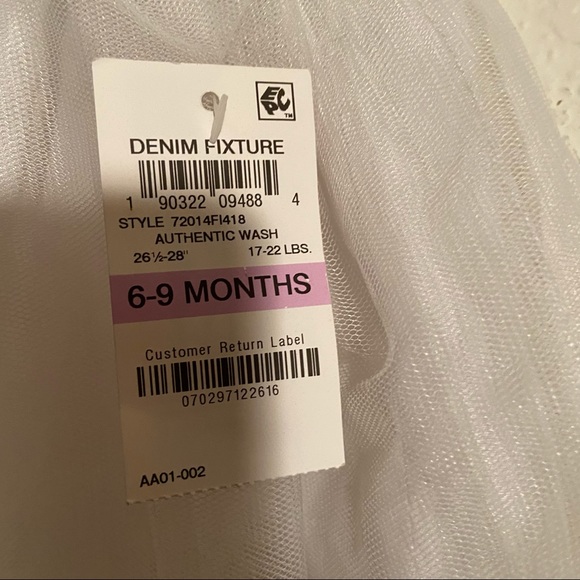 EPC TM
DENIM FIXTURE
1 90322 09488 4
STYLE 72014FI418
AUTHENTIC WASH
26½-28" 17-22 LBS.
6-9 MONTHS
Customer Return Label
070297122616
AA01-002